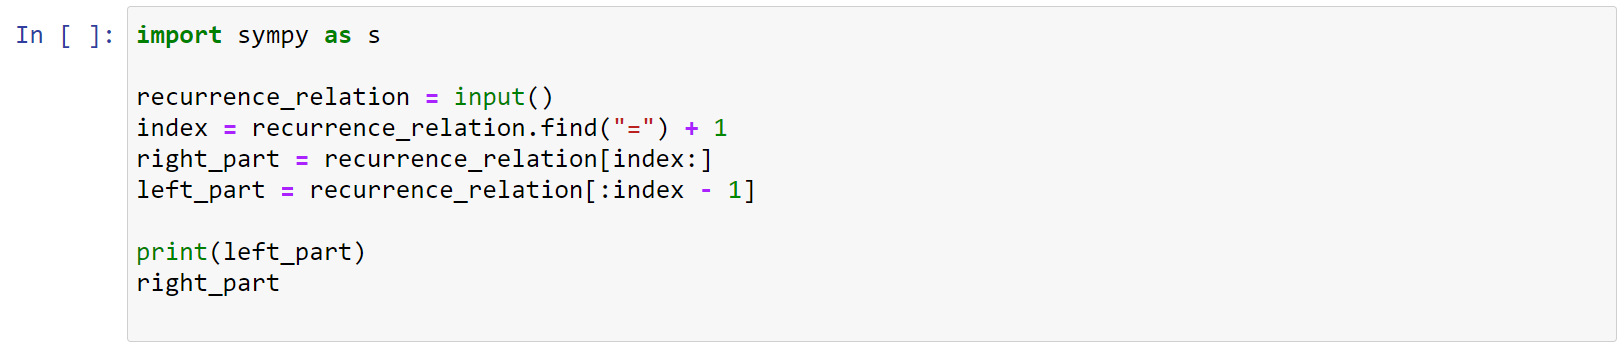 In [ ]: import sympy as s
recurrence_relation = input()
index = recurrence_relation.find("=") + 1
right_part = recurrence_relation[index:]
left_part = recurrence_relation[:index - 1]
print(left_part)
right_part